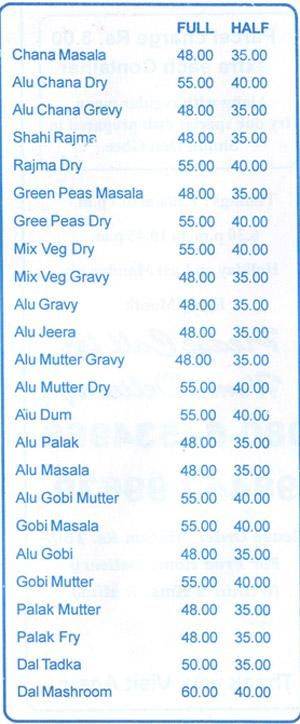 FULL HALF
Chana Masala 48.00 35.00
Alu Chana Dry 55.00 40.00
Alu Chana Grevy 48.00 35.00
Shahi Rajme 48.00 35.00
Rajma Dry 55.00 40.00
Green Peas Masala 48.00 35.00
Gree Peas Dry 55.00 40.00
Mix Veg Dry 55.00 40.00
Mix Veg Gravy 48.00 35.00
Alu Gravy 48.00 35.00
Alu Jeera 48.00 35.00
Alu Mutter Gravy 48.00 35.00
Alu Mutter Dry 55.00 40.00
Alu Dum 55.00 40.00
Alu Palak 48.00 35.00
Alu Masala 48.00 35.00
Alu Gobi Mutter 55.00 40.00
Gobi Masala 55.00 40.00
Alu Gobi 48.00 35.00
Gobi Mutter 55.00 40.00
Palak Mutter 48.00 35.00
Palak Fry 48.00 35.00
Dal Tadka 50.00 35.00
Dal Mashroom 60.00 40.00